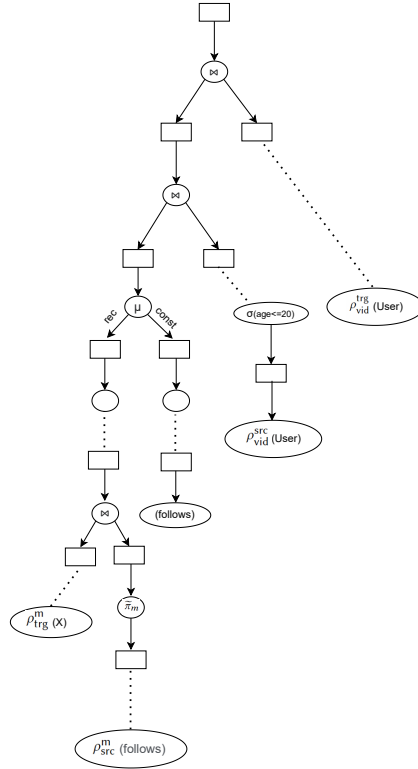 ⋈
⋈
μ
rec
const
σ(age<=20)
ρ^trg_vid (User)
ρ^src_vid (User)
⋈
(follows)
π̃_m
ρ^m_trg (X)
ρ^m_src (follows)